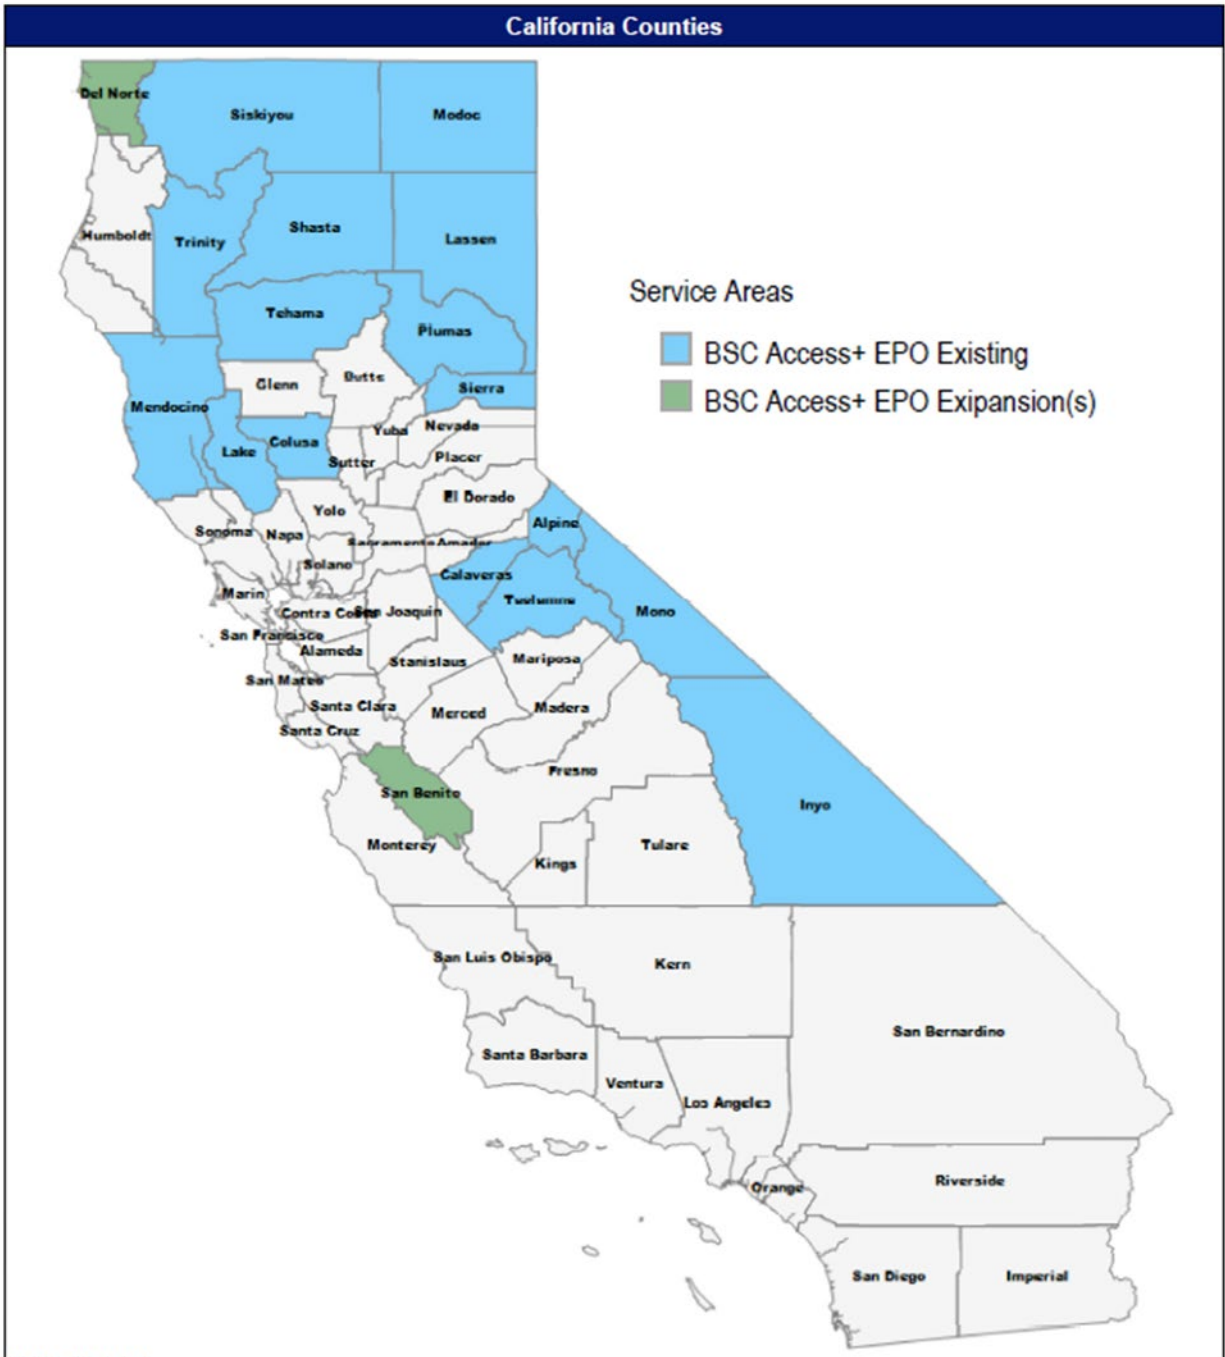 California Counties
Del Norte
Siskiyou
Modoc
Humboldt
Trinity
Shasta
Lassen
Tehama
Plumas
Glenn
Butte
Sierra
Mendocino
Lake
Colusa
Yuba
Nevada
Sutter
Placer
El Dorado
Yolo
Sonoma
Napa
Alpine
Sacramento
Amador
Solano
Calaveras
Marin
Tuolumne
Contra Costa
San Joaquin
Mono
San Francisco
Alameda
Stanislaus
Mariposa
San Mateo
Santa Clara
Merced
Madera
Santa Cruz
Fresno
San Benito
Inyo
Monterey
Kings
Tulare
San Luis Obispo
Kern
San Bernardino
Santa Barbara
Ventura
Los Angeles
Orange
Riverside
San Diego
Imperial
Service Areas
BSC Access+ EPO Existing
BSC Access+ EPO Exipansion(s)